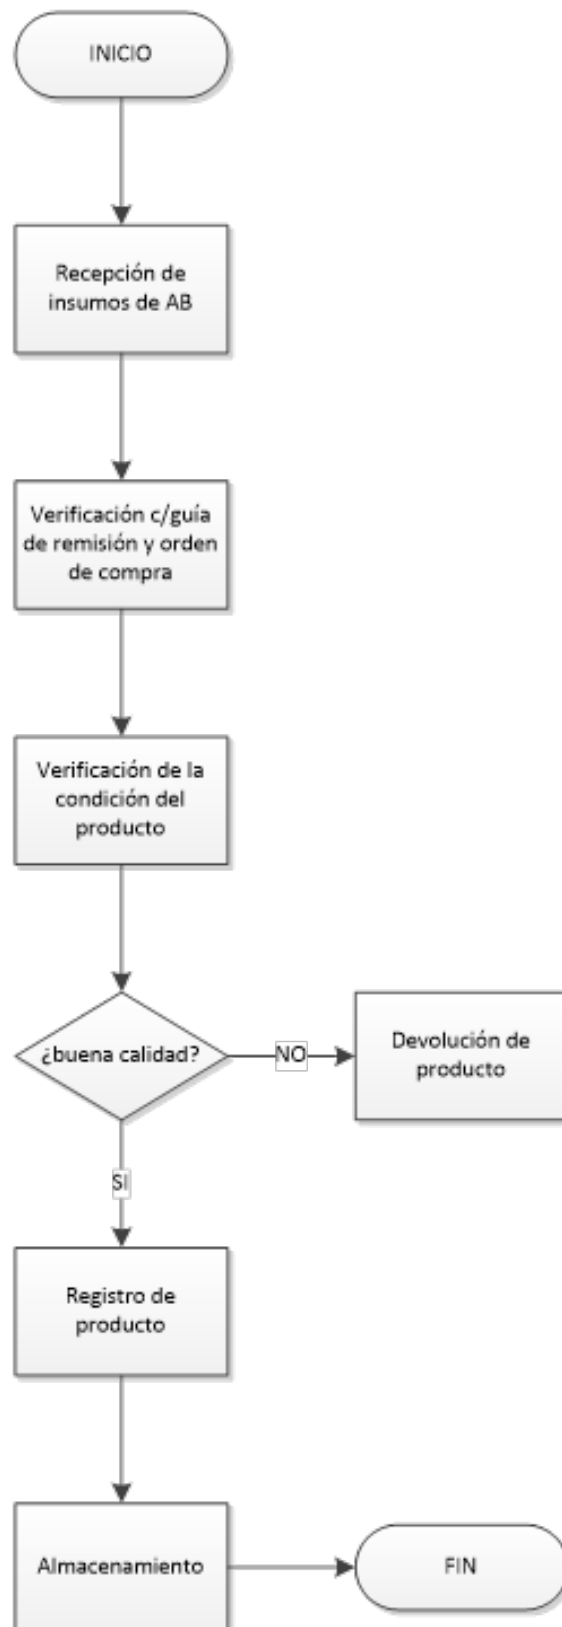 INICIO
Recepción de
insumos de AB
Verificación c/guía
de remisión y orden
de compra
Verificación de la
condición del
producto
¿buena calidad?
NO
Devolución de
producto
SI
Registro de
producto
Almacenamiento
FIN